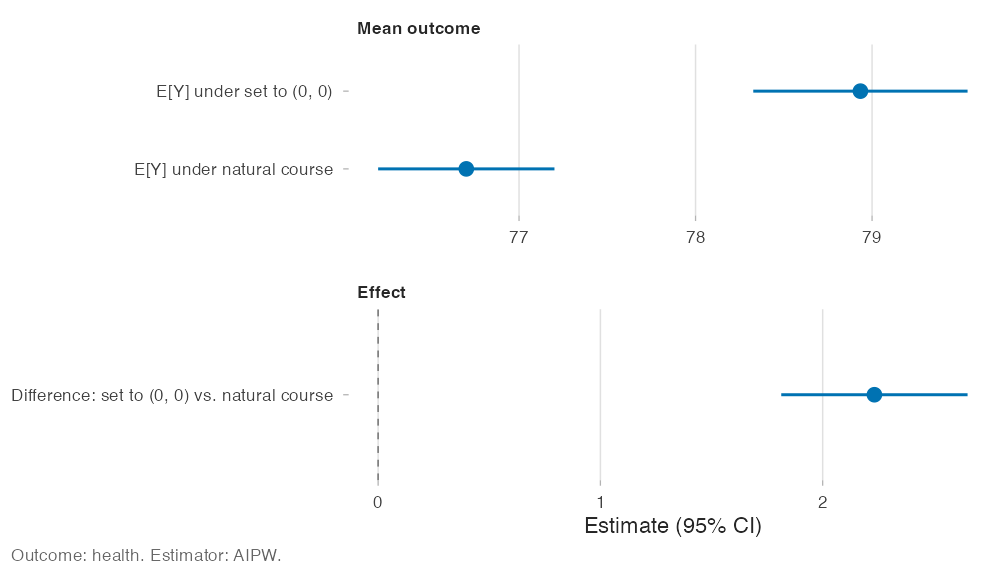 Mean outcome
E[Y] under set to (0, 0)
E[Y] under natural course
77 78 79
Effect
Difference: set to (0, 0) vs. natural course
0 1 2
Estimate (95% CI)
Outcome: health. Estimator: AIPW.